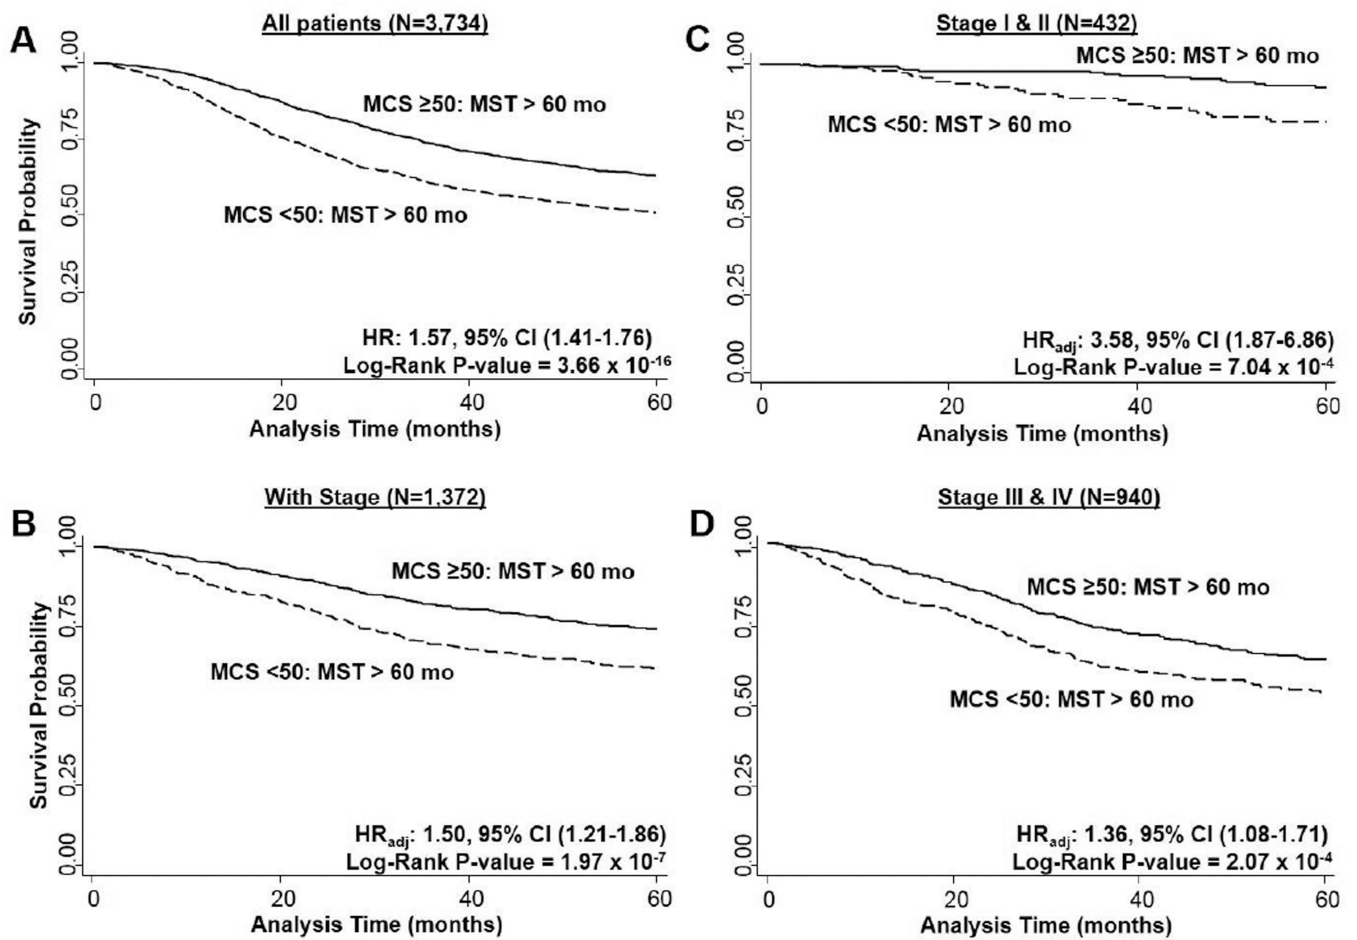 A
All patients (N=3,734)
Survival Probability
1.00
0.75
0.50
0.25
0.00
MCS ≥50: MST > 60 mo
MCS <50: MST > 60 mo
HR: 1.57, 95% CI (1.41-1.76)
Log-Rank P-value = 3.66 x 10-16
0 20 40 60
Analysis Time (months)
C
Stage I & II (N=432)
1.00
0.75
0.50
0.25
0.00
MCS ≥50: MST > 60 mo
MCS <50: MST > 60 mo
HRadj: 3.58, 95% CI (1.87-6.86)
Log-Rank P-value = 7.04 x 10-4
0 20 40 60
Analysis Time (months)
B
With Stage (N=1,372)
Survival Probability
1.00
0.75
0.50
0.25
0.00
MCS ≥50: MST > 60 mo
MCS <50: MST > 60 mo
HRadj: 1.50, 95% CI (1.21-1.86)
Log-Rank P-value = 1.97 x 10-7
0 20 40 60
Analysis Time (months)
D
Stage III & IV (N=940)
1.00
0.75
0.50
0.25
0.00
MCS ≥50: MST > 60 mo
MCS <50: MST > 60 mo
HRadj: 1.36, 95% CI (1.08-1.71)
Log-Rank P-value = 2.07 x 10-4
0 20 40 60
Analysis Time (months)